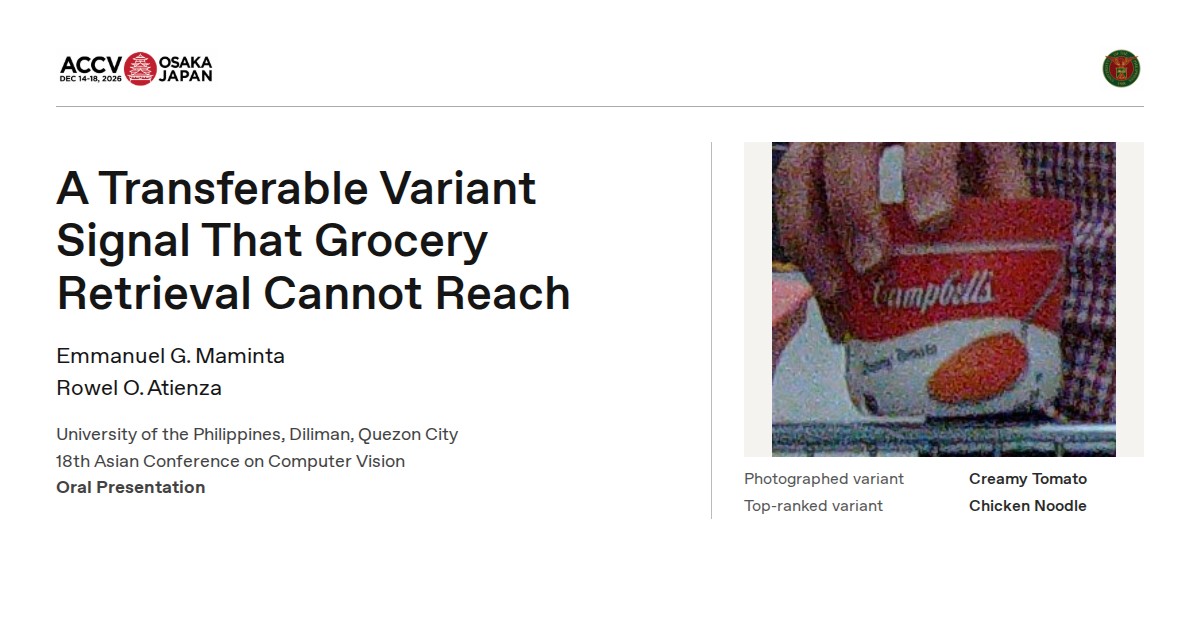 ACCV
DEC 14-18, 2026
OSAKA
JAPAN
A Transferable Variant
Signal That Grocery
Retrieval Cannot Reach
Emmanuel G. Maminta
Rowel O. Atienza
University of the Philippines, Diliman, Quezon City
18th Asian Conference on Computer Vision
Oral Presentation
Campbell's
Creamy Tomato
Photographed variant Creamy Tomato
Top-ranked variant Chicken Noodle